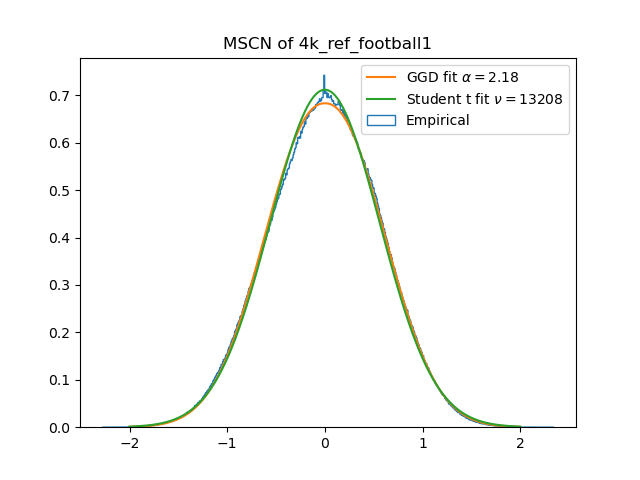 MSCN of 4k_ref_football1
GGD fit α = 2.18
Student t fit ν = 13208
Empirical
0.7
0.6
0.5
0.4
0.3
0.2
0.1
0.0
−2 −1 0 1 2